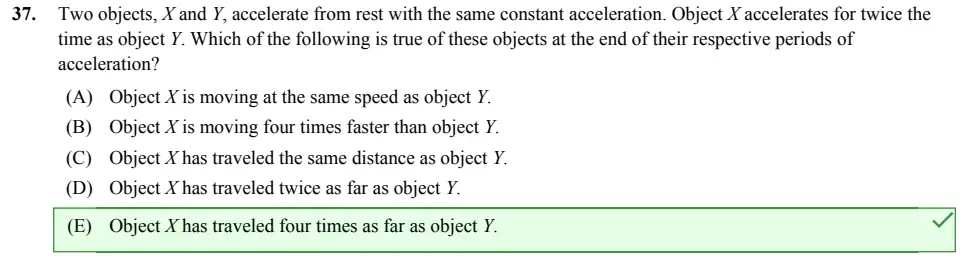 37. Two objects, X and Y, accelerate from rest with the same constant acceleration. Object X accelerates for twice the
time as object Y. Which of the following is true of these objects at the end of their respective periods of
acceleration?
(A) Object X is moving at the same speed as object Y.
(B) Object X is moving four times faster than object Y.
(C) Object X has traveled the same distance as object Y.
(D) Object X has traveled twice as far as object Y.
(E) Object X has traveled four times as far as object Y.